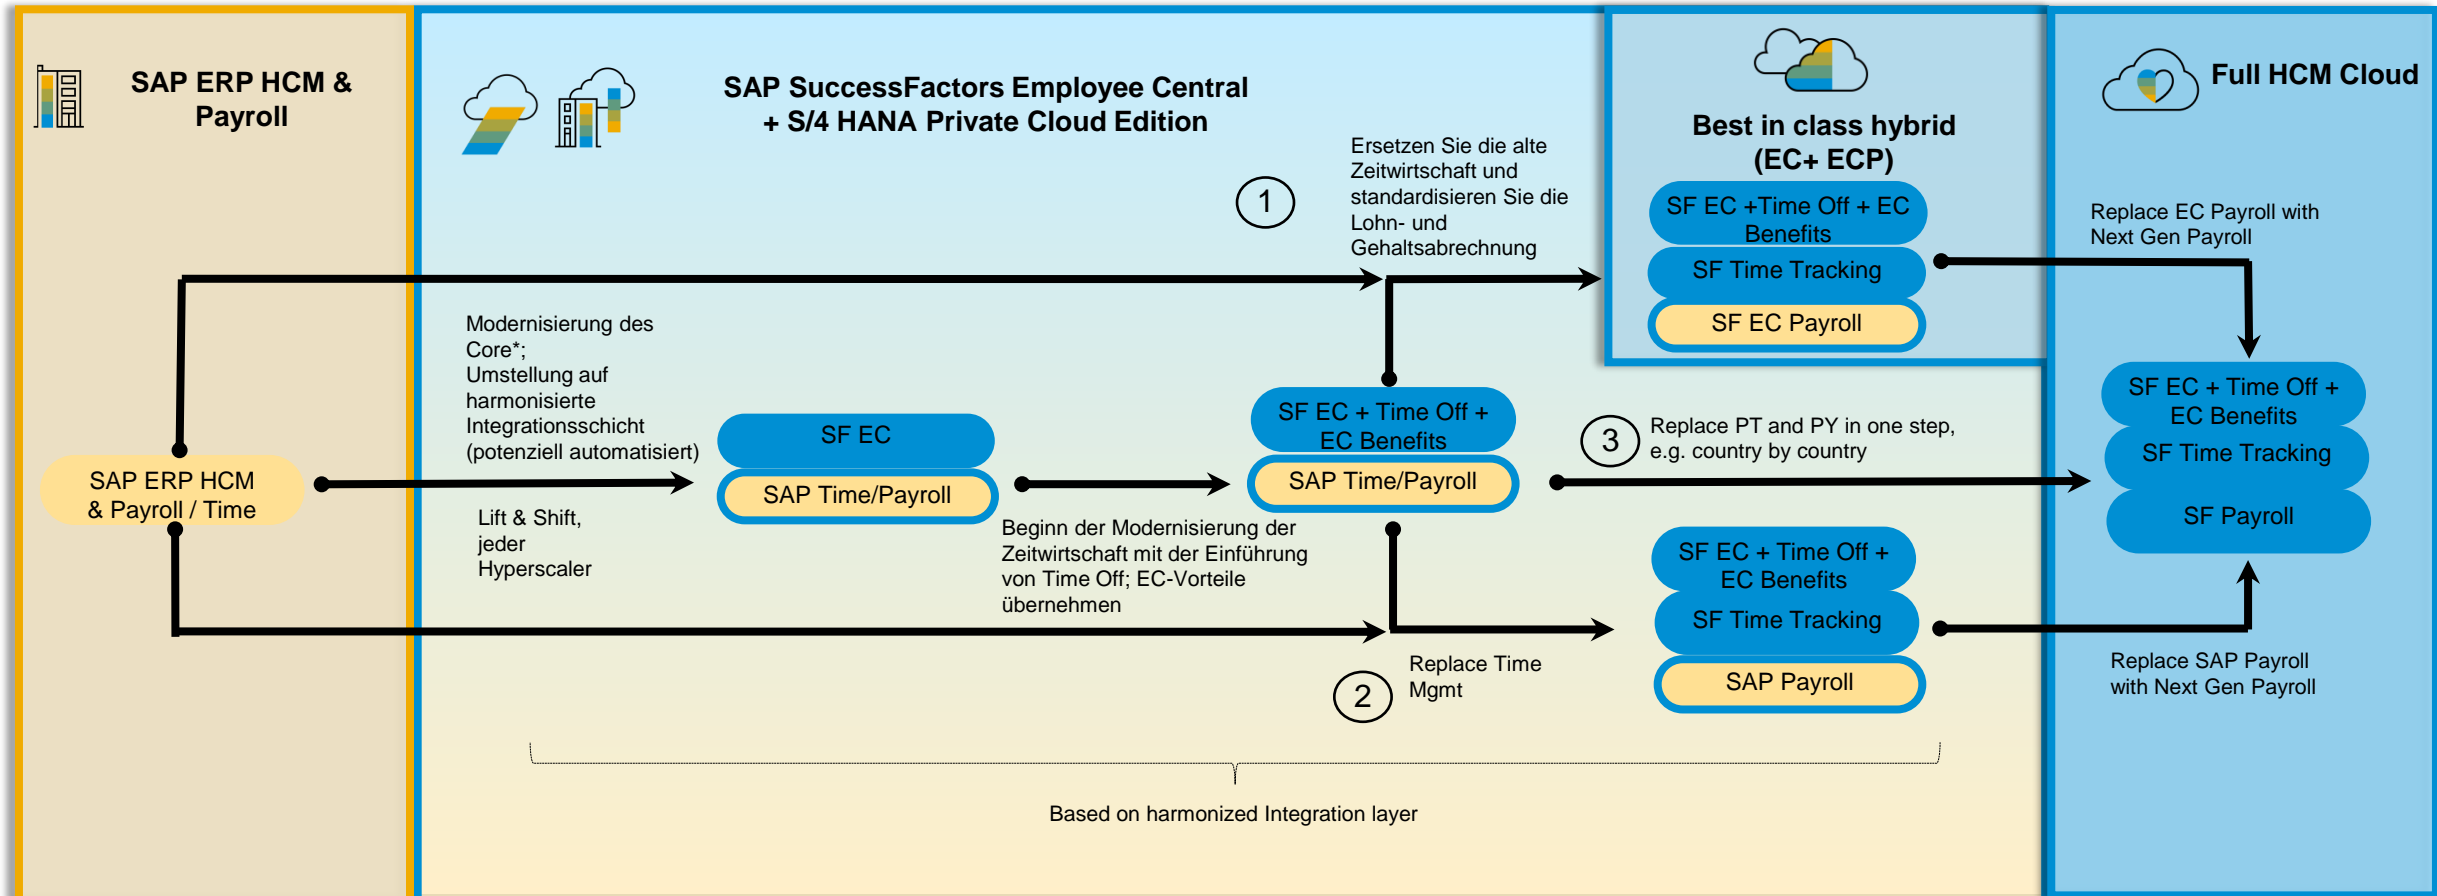 SAP ERP HCM &
Payroll
SAP ERP HCM
& Payroll / Time
SAP SuccessFactors Employee Central
+ S/4 HANA Private Cloud Edition
Modernisierung des
Core*;
Umstellung auf
harmonisierte
Integrationsschicht
(potenziell automatisiert)
Lift & Shift,
jeder
Hyperscaler
SF EC
SAP Time/Payroll
Beginn der Modernisierung der
Zeitwirtschaft mit der Einführung
von Time Off; EC-Vorteile
übernehmen
SF EC + Time Off +
EC Benefits
SAP Time/Payroll
1
Ersetzen Sie die alte
Zeitwirtschaft und
standardisieren Sie die
Lohn- und
Gehaltsabrechnung
2
Replace Time
Mgmt
3
Replace PT and PY in one step,
e.g. country by country
Best in class hybrid
(EC+ ECP)
SF EC +Time Off + EC
Benefits
SF Time Tracking
SF EC Payroll
SF EC + Time Off +
EC Benefits
SF Time Tracking
SAP Payroll
Based on harmonized Integration layer
Full HCM Cloud
Replace EC Payroll with
Next Gen Payroll
SF EC + Time Off +
EC Benefits
SF Time Tracking
SF Payroll
Replace SAP Payroll
with Next Gen Payroll